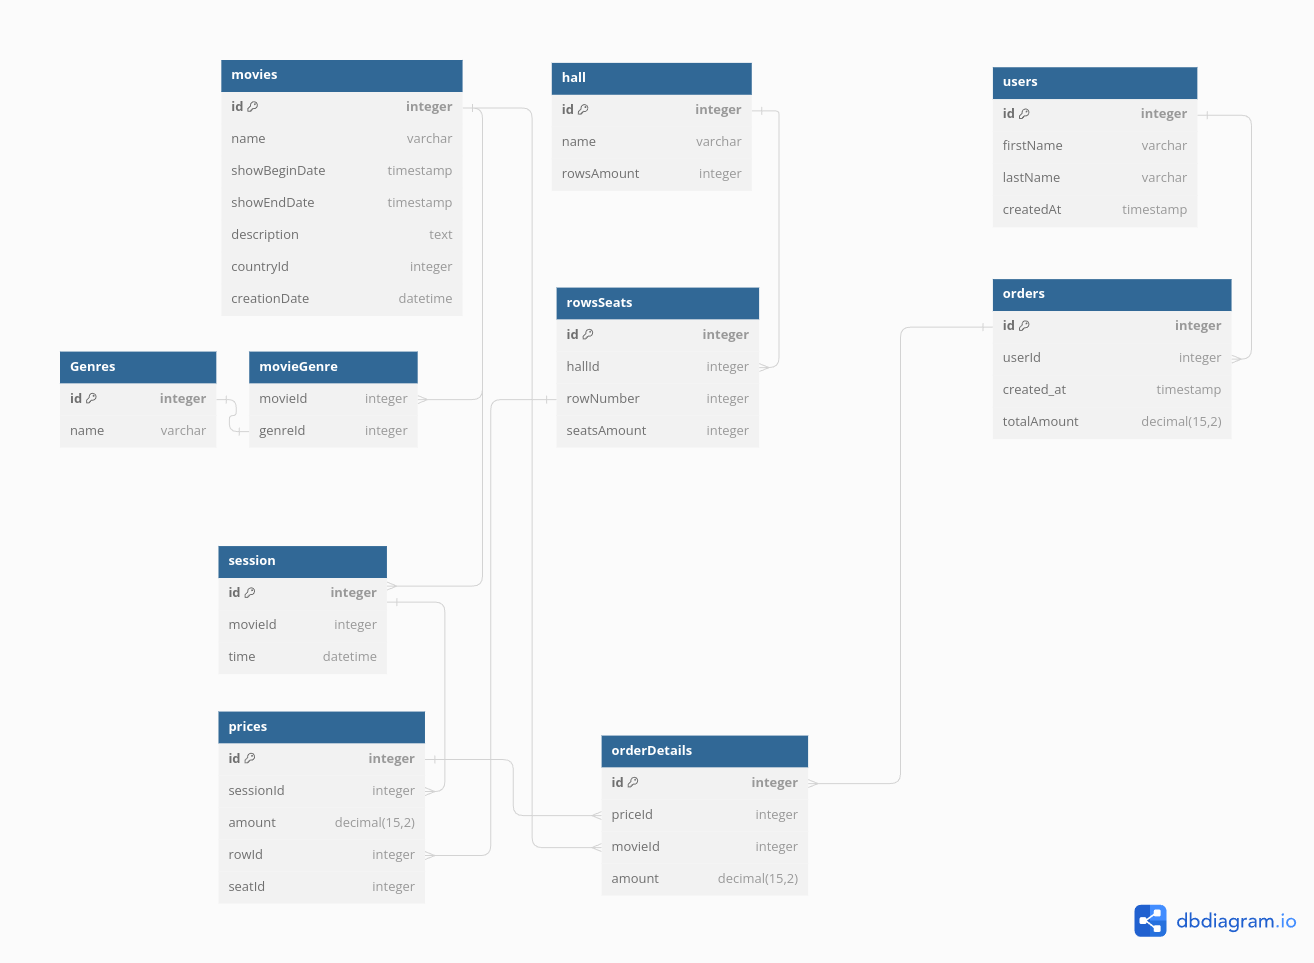 movies
id integer
name varchar
showBeginDate timestamp
showEndDate timestamp
description text
countryId integer
creationDate datetime
hall
id integer
name varchar
rowsAmount integer
users
id integer
firstName varchar
lastName varchar
createdAt timestamp
Genres
id integer
name varchar
movieGenre
movieId integer
genreId integer
rowsSeats
id integer
hallId integer
rowNumber integer
seatsAmount integer
orders
id integer
userId integer
created_at timestamp
totalAmount decimal(15,2)
session
id integer
movieId integer
time datetime
prices
id integer
sessionId integer
amount decimal(15,2)
rowId integer
seatId integer
orderDetails
id integer
priceId integer
movieId integer
amount decimal(15,2)
dbdiagram.io